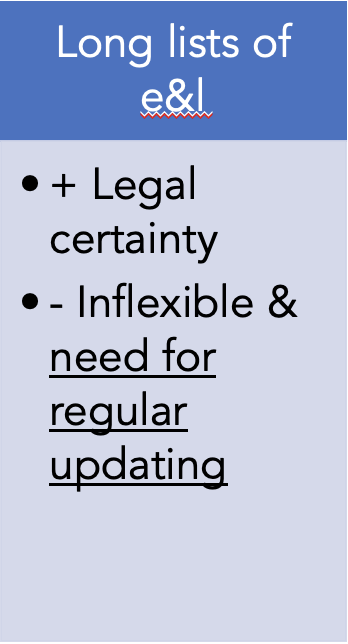 Long lists of
e&l
• + Legal
certainty
• - Inflexible &
need for
regular
updating